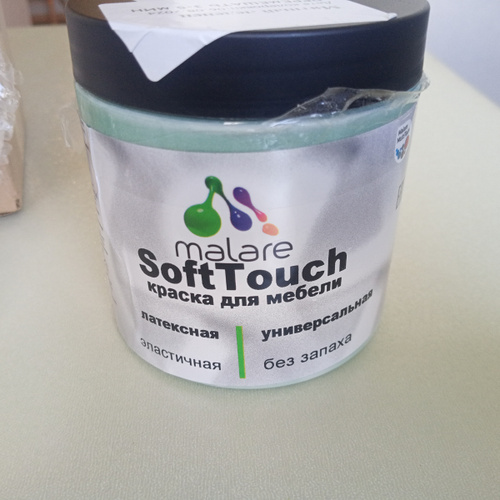 malare
SoftTouch
краска для мебели
латексная
эластичная
универсальная
без запаха